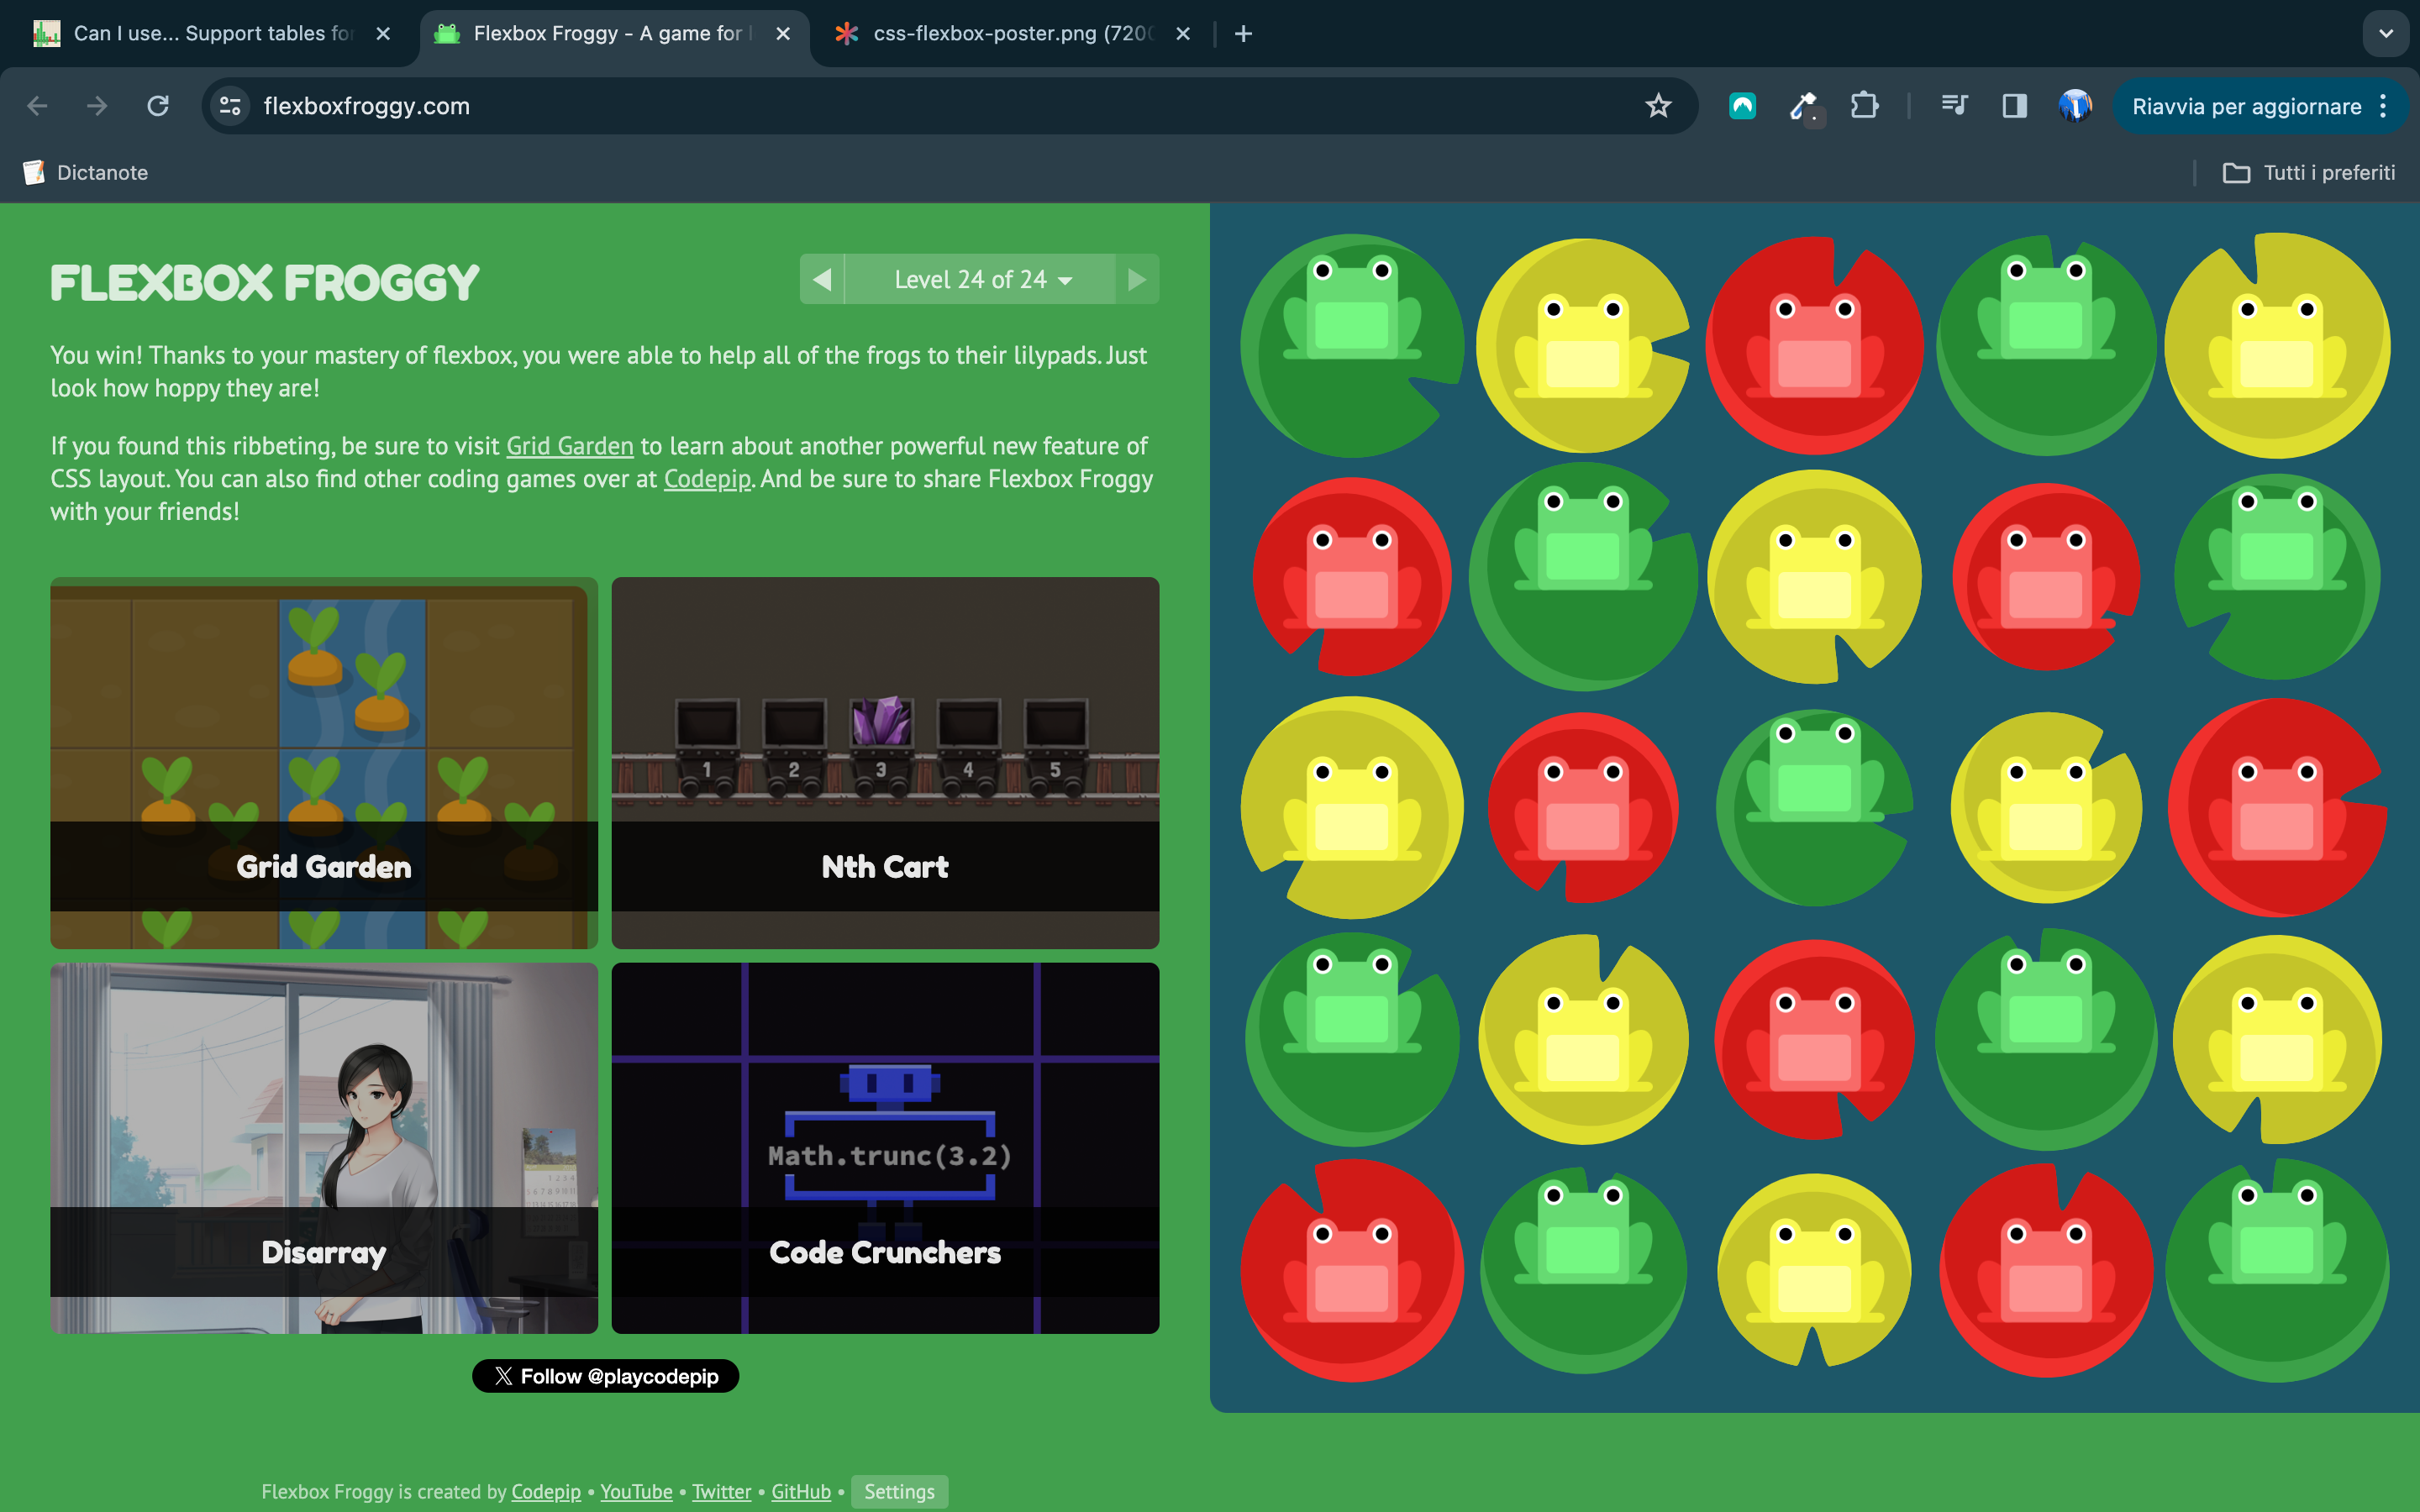 Can I use... Support tables for
Flexbox Froggy - A game for
css-flexbox-poster.png (720
flexboxfroggy.com
Riavvia per aggiornare
Dictanote
Tutti i preferiti
FLEXBOX FROGGY
Level 24 of 24
You win! Thanks to your mastery of flexbox, you were able to help all of the frogs to their lilypads. Just
look how hoppy they are!
If you found this ribbeting, be sure to visit Grid Garden to learn about another powerful new feature of
CSS layout. You can also find other coding games over at Codepip. And be sure to share Flexbox Froggy
with your friends!
1 2 3 4 5
Grid Garden
Nth Cart
Math.trunc(3.2)
Disarray
Code Crunchers
Follow @playcodepip
Flexbox Froggy is created by Codepip • YouTube • Twitter • GitHub • Settings